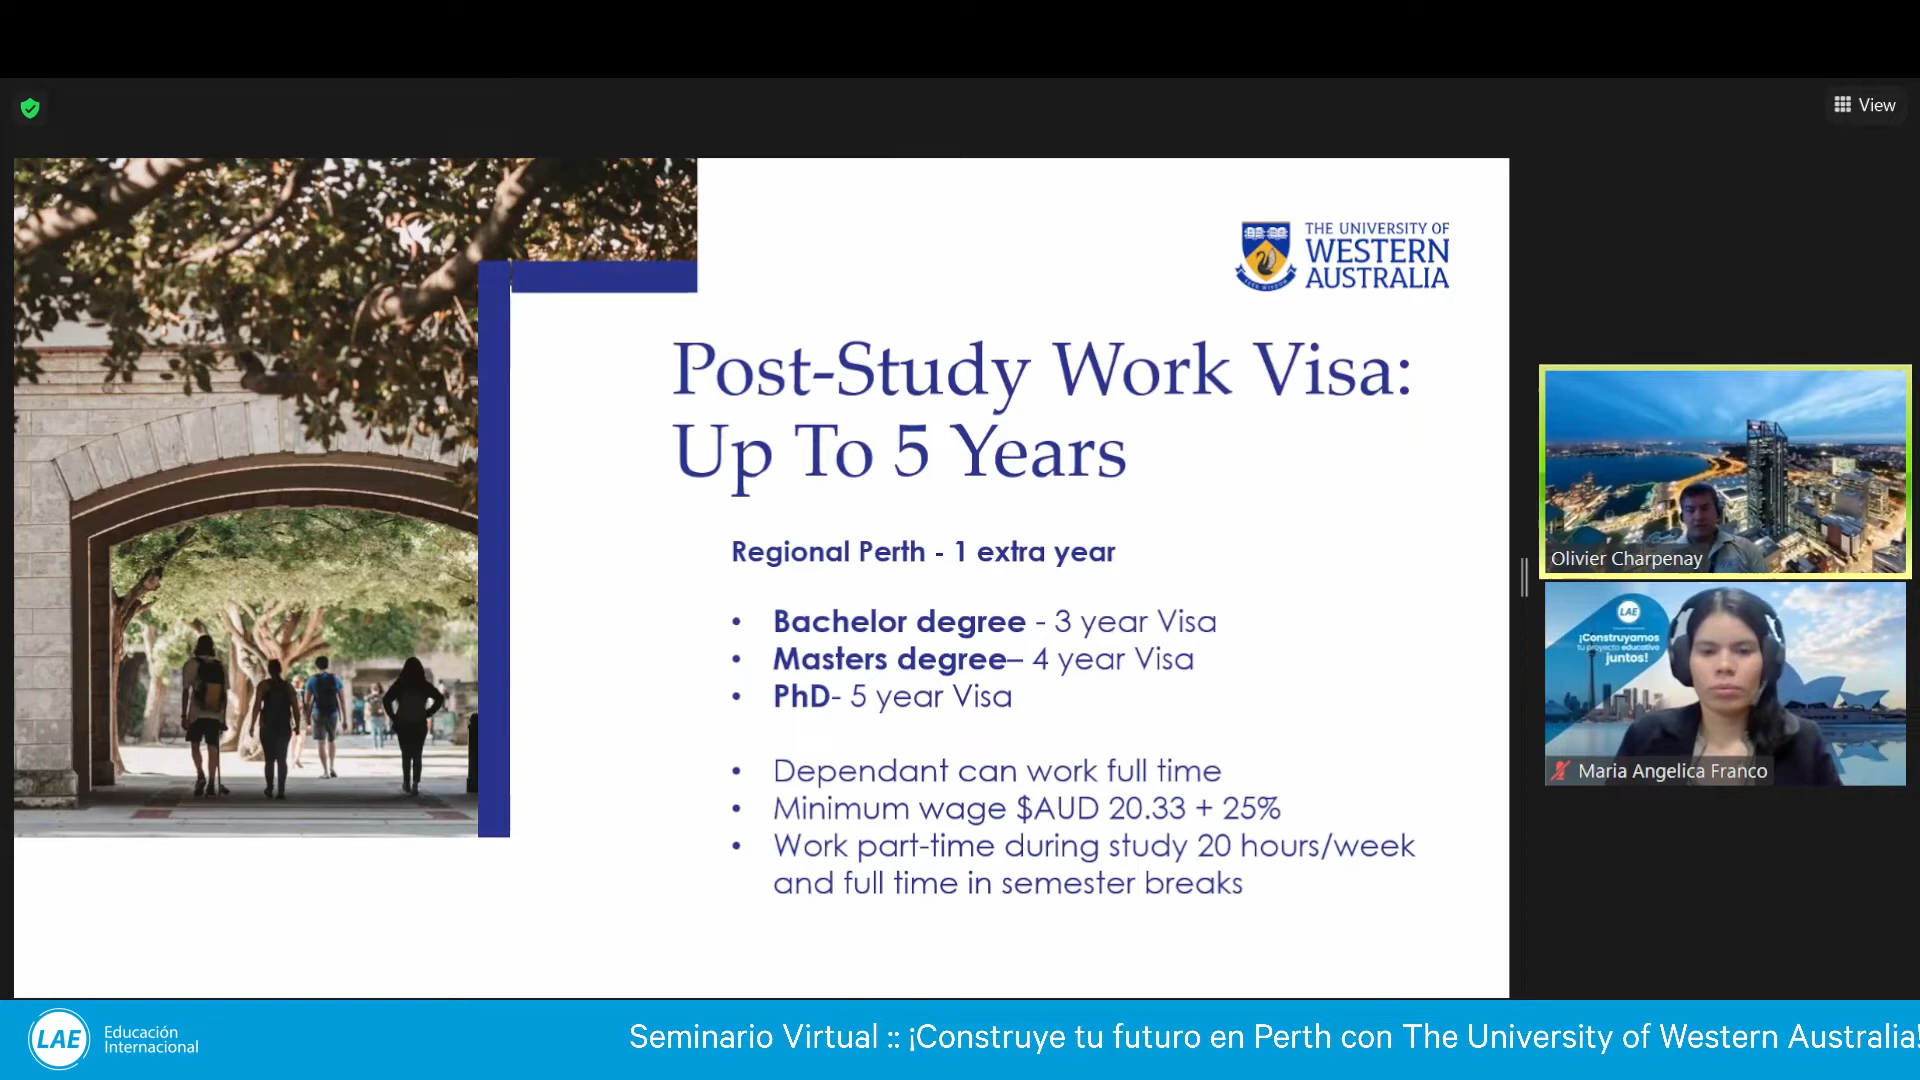 View
THE UNIVERSITY OF
WESTERN
AUSTRALIA
Post-Study Work Visa:
Up To 5 Years
Regional Perth - 1 extra year
• Bachelor degree - 3 year Visa
• Masters degree– 4 year Visa
• PhD- 5 year Visa
• Dependant can work full time
• Minimum wage $AUD 20.33 + 25%
• Work part-time during study 20 hours/week
and full time in semester breaks
Olivier Charpenay
LAE
¡Construyamos
tu proyecto educativo
juntos!
Maria Angelica Franco
LAE
Educación
Internacional
Seminario Virtual :: ¡Construye tu futuro en Perth con The University of Western Australia!